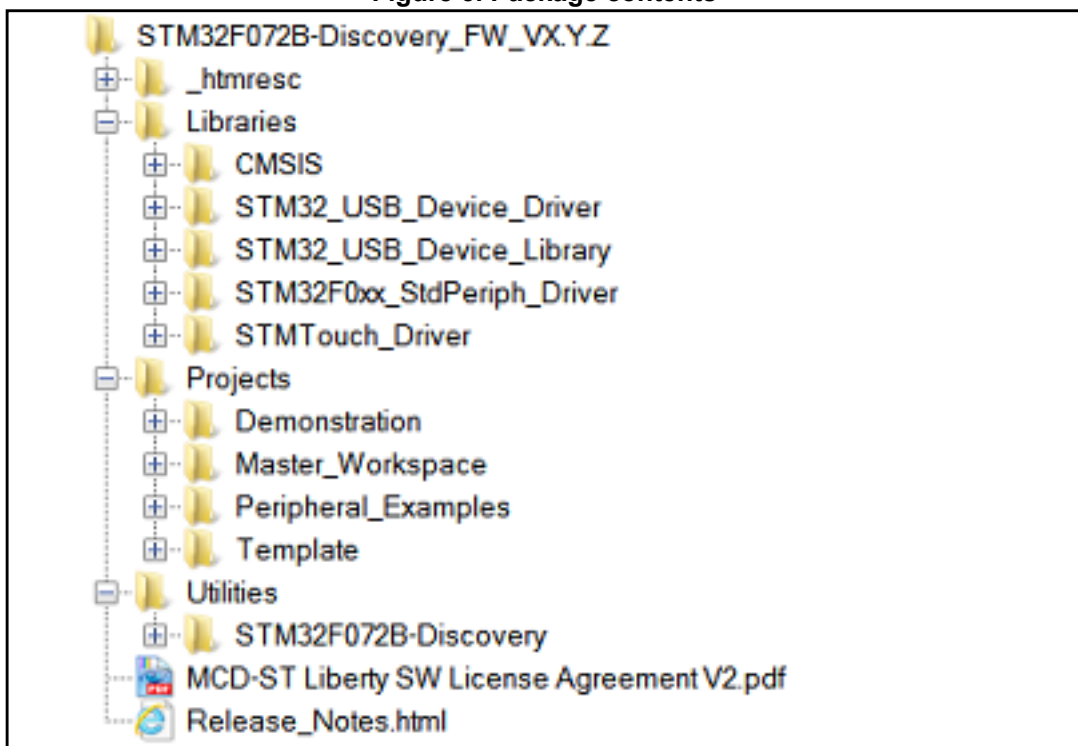 STM32F072B-Discovery_FW_VX.Y.Z
_htmresc
Libraries
CMSIS
STM32_USB_Device_Driver
STM32_USB_Device_Library
STM32F0xx_StdPeriph_Driver
STMTouch_Driver
Projects
Demonstration
Master_Workspace
Peripheral_Examples
Template
Utilities
STM32F072B-Discovery
MCD-ST Liberty SW License Agreement V2.pdf
Release_Notes.html